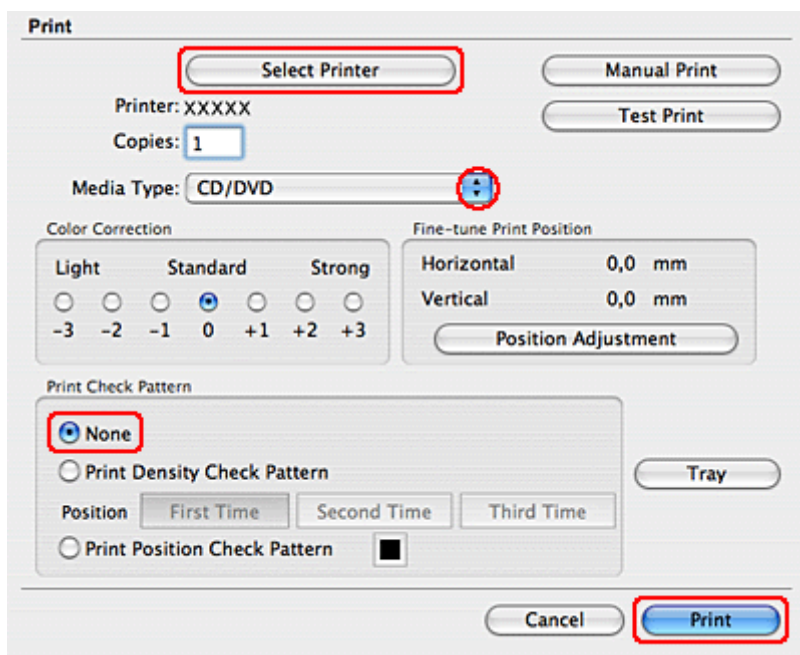 Print
Select Printer
Manual Print
Printer: XXXXX
Test Print
Copies: 1
Media Type: CD/DVD
Color Correction
Fine-tune Print Position
Light Standard Strong
Horizontal 0,0 mm
Vertical 0,0 mm
-3 -2 -1 0 +1 +2 +3
Position Adjustment
Print Check Pattern
None
Print Density Check Pattern
Tray
Position First Time Second Time Third Time
Print Position Check Pattern
Cancel Print